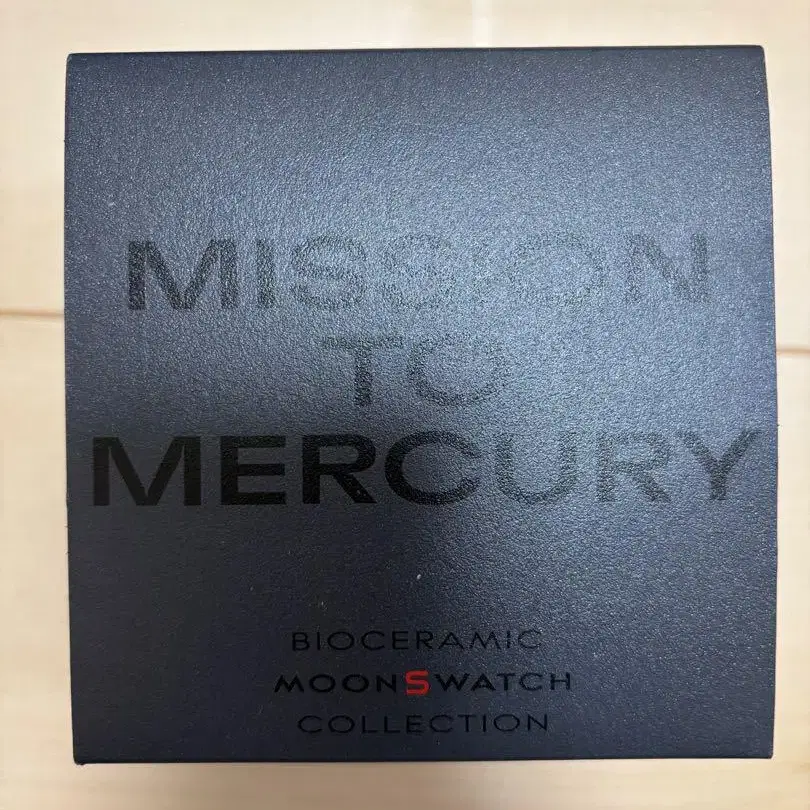 MISSION
TO
MERCURY
BIOCERAMIC
MOONSWATCH
COLLECTION